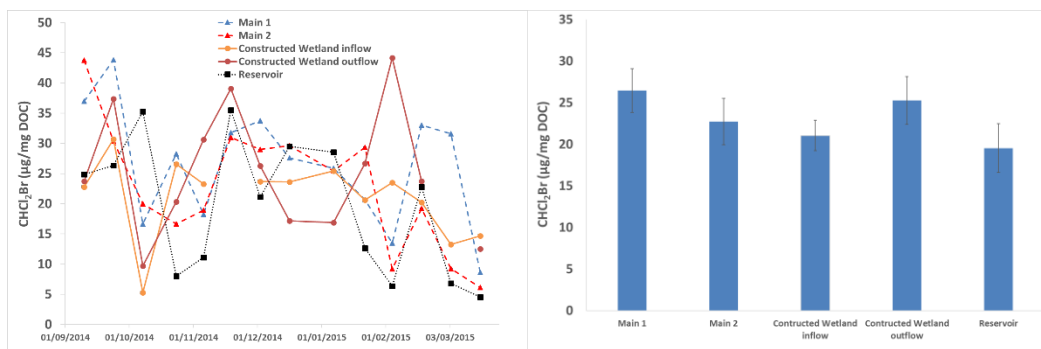 50
45
40
35
30
25
20
15
10
5
0
CHCl₂Br (µg/mg DOC)
Main 1
Main 2
Constructed Wetland inflow
Constructed Wetland outflow
Reservoir
01/09/2014 01/10/2014 01/11/2014 01/12/2014 01/01/2015 01/02/2015 03/03/2015
35
30
25
20
15
10
5
0
CHCl₂Br (µg/mg DOC)
Main 1 Main 2 Contructed Wetland Contructed Wetland Reservoir
inflow outflow